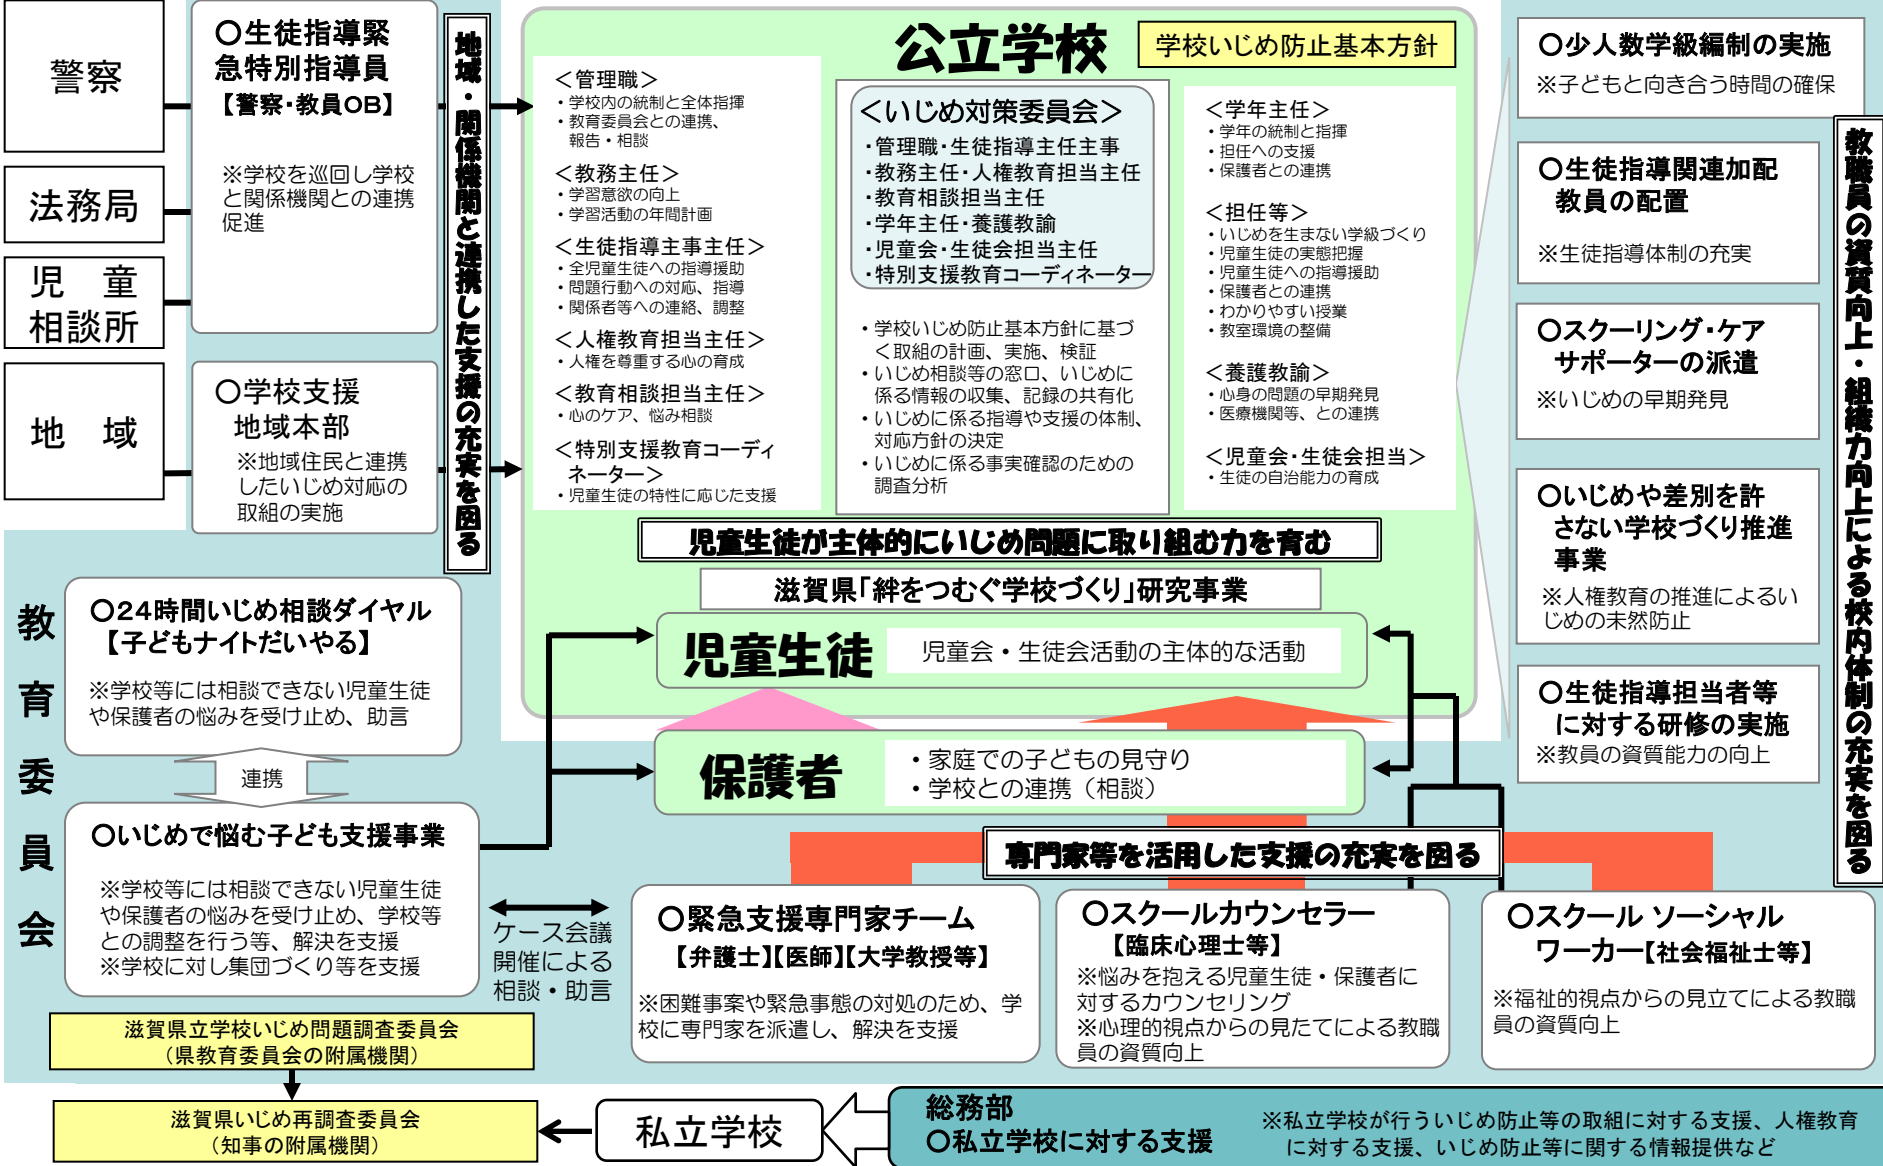 警察
法務局
児　童
相談所
地　域
〇生徒指導緊
急特別指導員
【警察・教員OB】
※学校を巡回し学校
と関係機関との連携
促進
〇学校支援
地域本部
※地域住民と連携
したいじめ対応の
取組の実施
地域・関係機関と連携した支援の充実を図る
公立学校
学校いじめ防止基本方針
＜管理職＞
・学校内の統制と全体指揮
・教育委員会との連携、
報告・相談
＜教務主任＞
・学習意欲の向上
・学習活動の年間計画
＜生徒指導主事主任＞
・全児童生徒への指導援助
・問題行動への対応、指導
・関係者等への連絡、調整
＜人権教育担当主任＞
・人権を尊重する心の育成
＜教育相談担当主任＞
・心のケア、悩み相談
＜特別支援教育コーディ
ネーター＞
・児童生徒の特性に応じた支援
＜いじめ対策委員会＞
・管理職・生徒指導主任主事
・教務主任・人権教育担当主任
・教育相談担当主任
・学年主任・養護教諭
・児童会・生徒会担当主任
・特別支援教育コーディネーター
・学校いじめ防止基本方針に基づ
く取組の計画、実施、検証
・いじめ相談等の窓口、いじめに
係る情報の収集、記録の共有化
・いじめに係る指導や支援の体制、
対応方針の決定
・いじめに係る事実確認のための
調査分析
＜学年主任＞
・学年の統制と指揮
・担任への支援
・保護者との連携
＜担任等＞
・いじめを生まない学級づくり
・児童生徒の実態把握
・児童生徒への指導援助
・保護者との連携
・わかりやすい授業
・教室環境の整備
＜養護教諭＞
・心身の問題の早期発見
・医療機関等、との連携
＜児童会・生徒会担当＞
・生徒の自治能力の育成
児童生徒が主体的にいじめ問題に取り組む力を育む
滋賀県「絆をつむぐ学校づくり」研究事業
児童生徒
児童会・生徒会活動の主体的な活動
保護者
・家庭での子どもの見守り
・学校との連携（相談）
〇少人数学級編制の実施
※子どもと向き合う時間の確保
〇生徒指導関連加配
教員の配置
※生徒指導体制の充実
〇スクーリング・ケア
サポーターの派遣
※いじめの早期発見
〇いじめや差別を許
さない学校づくり推進
事業
※人権教育の推進によるい
じめの未然防止
〇生徒指導担当者等
に対する研修の実施
※教員の資質能力の向上
教職員の資質向上・組織力向上による校内体制の充実を図る
教育委員会
〇24時間いじめ相談ダイヤル
【子どもナイトだいやる】
※学校等には相談できない児童生徒
や保護者の悩みを受け止め、助言
連携
〇いじめで悩む子ども支援事業
※学校等には相談できない児童生徒
や保護者の悩みを受け止め、学校等
との調整を行う等、解決を支援
※学校に対し集団づくり等を支援
ケース会議
開催による
相談・助言
専門家等を活用した支援の充実を図る
〇緊急支援専門家チーム
【弁護士】【医師】【大学教授等】
※困難事案や緊急事態の対処のため、学
校に専門家を派遣し、解決を支援
〇スクールカウンセラー
【臨床心理士等】
※悩みを抱える児童生徒・保護者に
対するカウンセリング
※心理的視点からの見たてによる教職
員の資質向上
〇スクール ソーシャル
ワーカー【社会福祉士等】
※福祉的視点からの見立てによる教職
員の資質向上
滋賀県立学校いじめ問題調査委員会
（県教育委員会の附属機関）
滋賀県いじめ再調査委員会
（知事の附属機関）
私立学校
総務部
〇私立学校に対する支援
※私立学校が行ういじめ防止等の取組に対する支援、人権教育
に対する支援、いじめ防止等に関する情報提供など